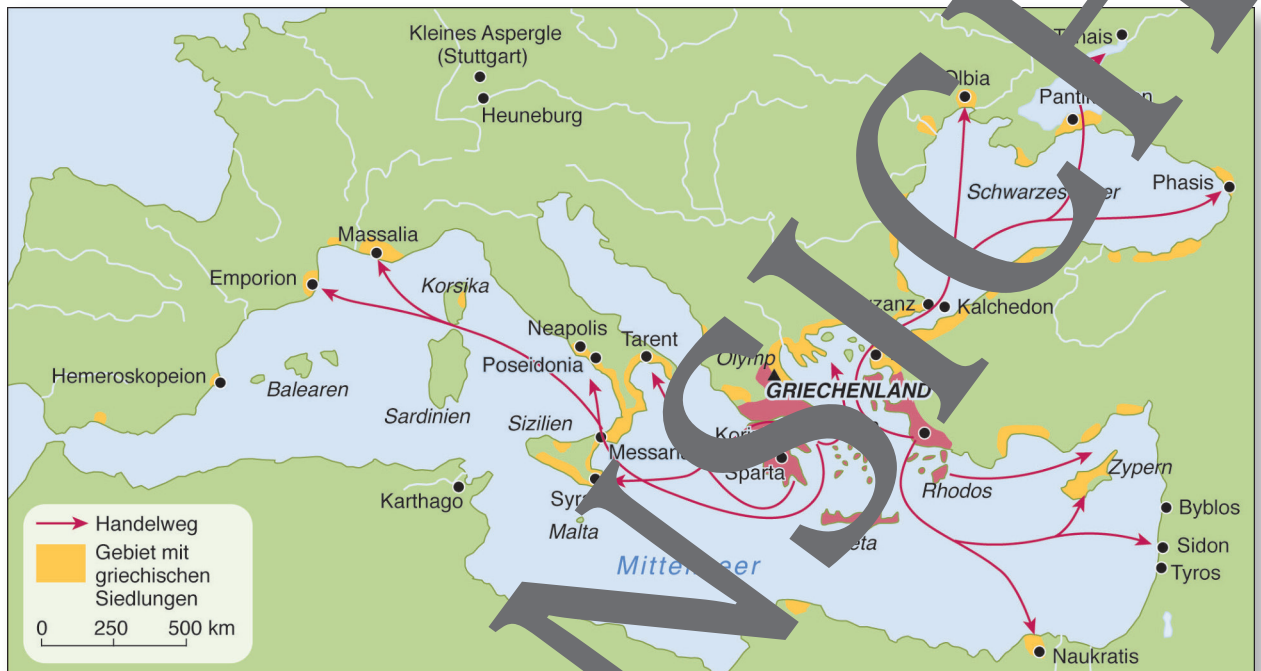 Kleines Aspergle
(Stuttgart)
Heuneburg
Olbia
Phasis
Schwarzes
Massalia
Emporion
Korsika
Kalchedon
Neapolis
Tarent
Poseidonia
Olymp
GRIECHENLAND
Hemeroskopeion
Balearen
Sardinien
Sizilien
Sparta
Zypern
Rhodos
Karthago
Malta
Byblos
Sidon
Tyros
Naukratis
Handelweg
Gebiet mit
griechischen
Siedlungen
0 250 500 km